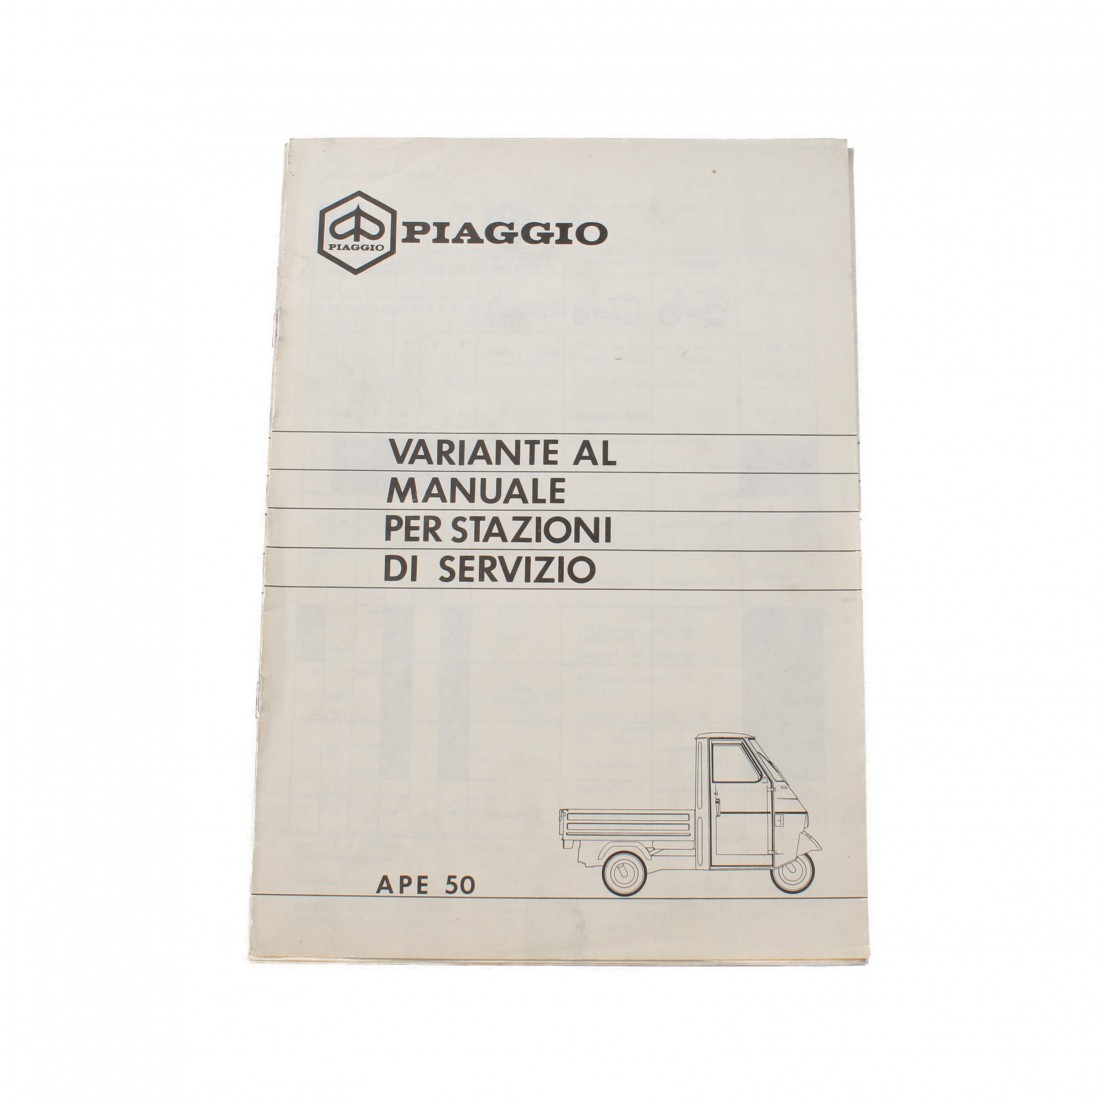 PIAGGIO
PIAGGIO
VARIANTE AL
MANUALE
PER STAZIONI
DI SERVIZIO
APE 50